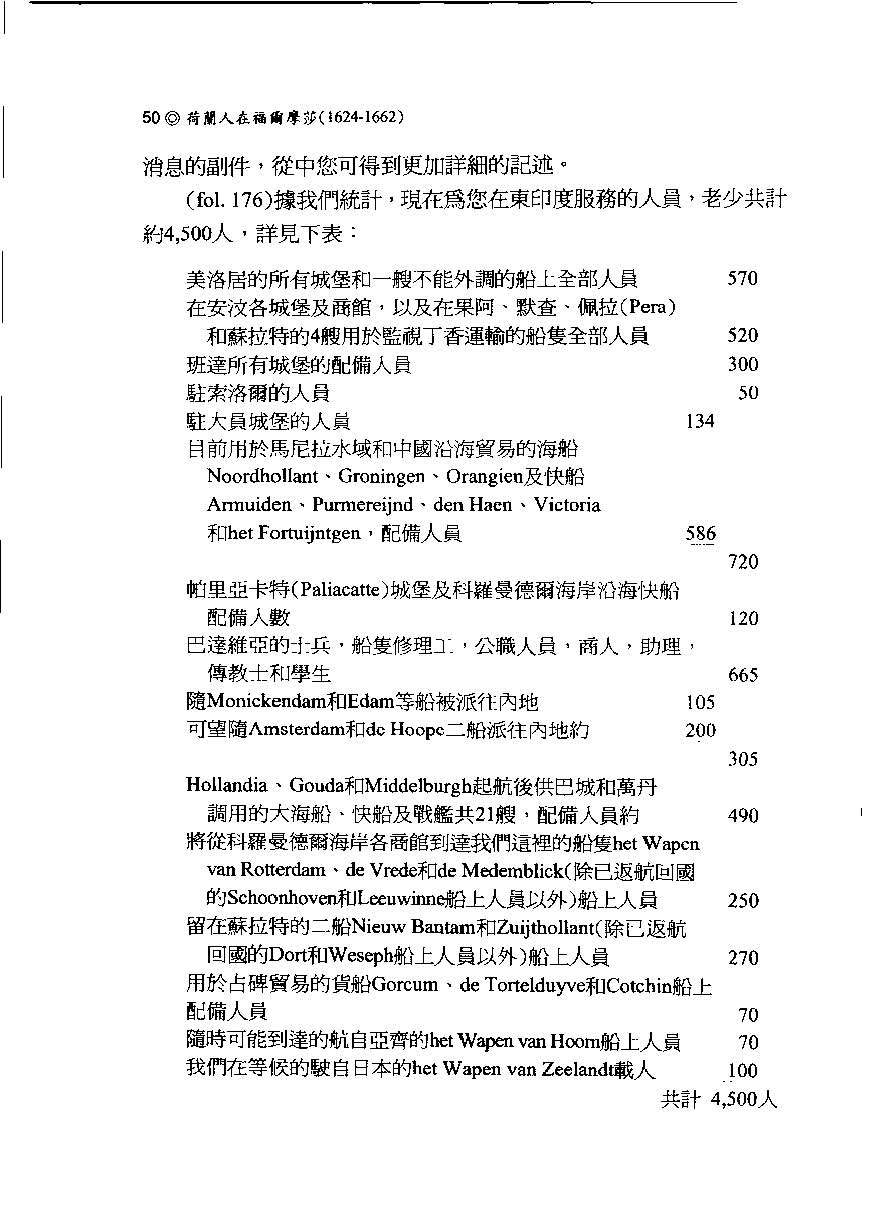 50◎荷蘭人在福爾摩莎(1624-1662)
消息的副件，從中您可得到更加詳細的記述。
(fol. 176)據我們統計，現在爲您在東印度服務的人員，老少共計
約4,500人，詳見下表：
美洛居的所有城堡和一艘不能外調的船上全部人員 570
在安汶各城堡及商館，以及在果阿、默查、佩拉(Pera)
和蘇拉特的4艘用於監視丁香運輸的船隻全部人員 520
班達所有城堡的配備人員 300
駐索洛爾的人員 50
駐大員城堡的人員 134
目前用於馬尼拉水域和中國沿海貿易的海船
Noordhollant、Groningen、Orangien及快船
Armuiden、Purmereijnd、den Haen、Victoria
和het Fortuijntgen，配備人員 586
720
帕里亞卡特(Paliacatte)城堡及科羅曼德爾海岸沿海快船
配備人數 120
巴達維亞的士兵，船隻修理工，公職人員，商人，助理，
傳教士和學生 665
隨Monickendam和Edam等船被派往內地 105
可望隨Amsterdam和de Hoope二船派往內地約 200
305
Hollandia、Gouda和Middelburgh起航後供巴城和萬丹
調用的大海船、快船及戰艦共21艘，配備人員約 490
將從科羅曼德爾海岸各商館到達我們這裡的船隻het Wapen
van Rotterdam、de Vrede和de Medemblick(除已返航回國
的Schoonhoven和Leeuwinne船上人員以外)船上人員 250
留在蘇拉特的二船Nieuw Bantam和Zuijthollant(除已返航
回國的Dort和Weseph船上人員以外)船上人員 270
用於占碑貿易的貨船Gorcum、de Tortelduyve和Cotchin船上
配備人員 70
隨時可能到達的航自亞齊的het Wapen van Hoorn船上人員 70
我們在等候的駛自日本的het Wapen van Zeelandt載人 100
共計 4,500人